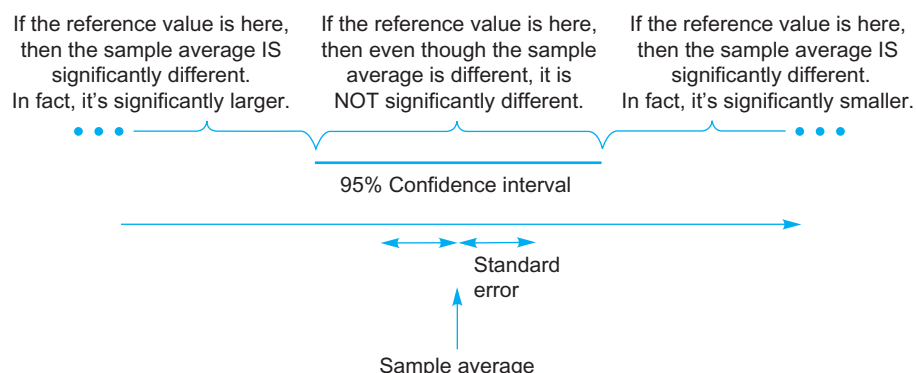 If the reference value is here,
then the sample average IS
significantly different.
In fact, it's significantly larger.
If the reference value is here,
then even though the sample
average is different, it is
NOT significantly different.
If the reference value is here,
then the sample average IS
significantly different.
In fact, it's significantly smaller.
95% Confidence interval
Standard
error
Sample average